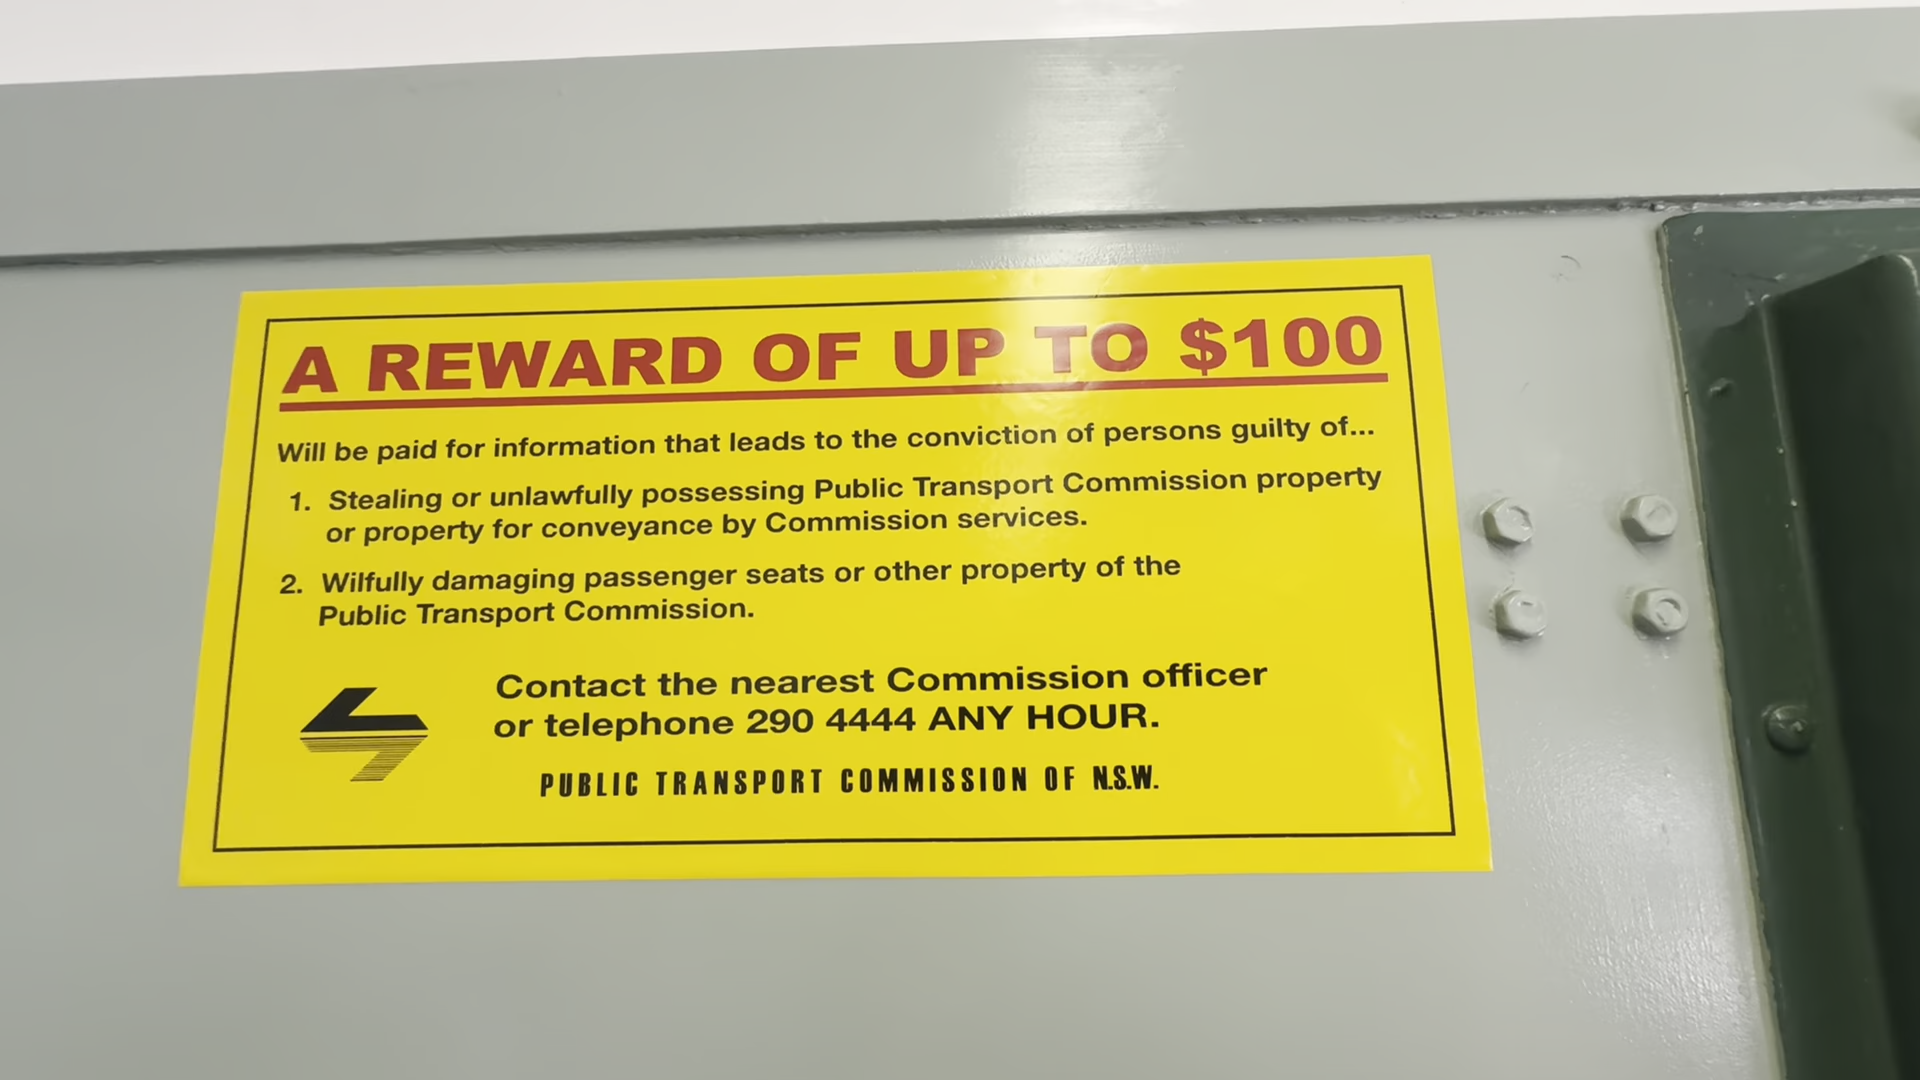 A REWARD OF UP TO $100
Will be paid for information that leads to the conviction of persons guilty of...
1. Stealing or unlawfully possessing Public Transport Commission property
or property for conveyance by Commission services.
2. Wilfully damaging passenger seats or other property of the
Public Transport Commission.
Contact the nearest Commission officer
or telephone 290 4444 ANY HOUR.
PUBLIC TRANSPORT COMMISSION OF N.S.W.